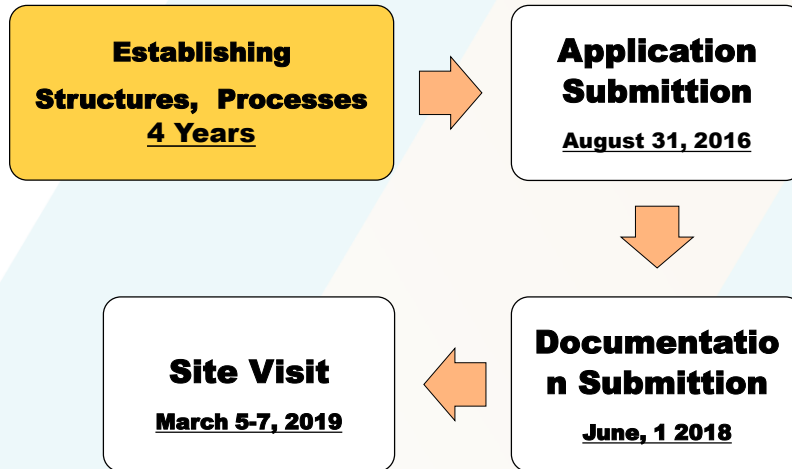 Establishing
Structures, Processes
4 Years
Application
Submittion
August 31, 2016
Documentatio
n Submittion
June, 1 2018
Site Visit
March 5-7, 2019